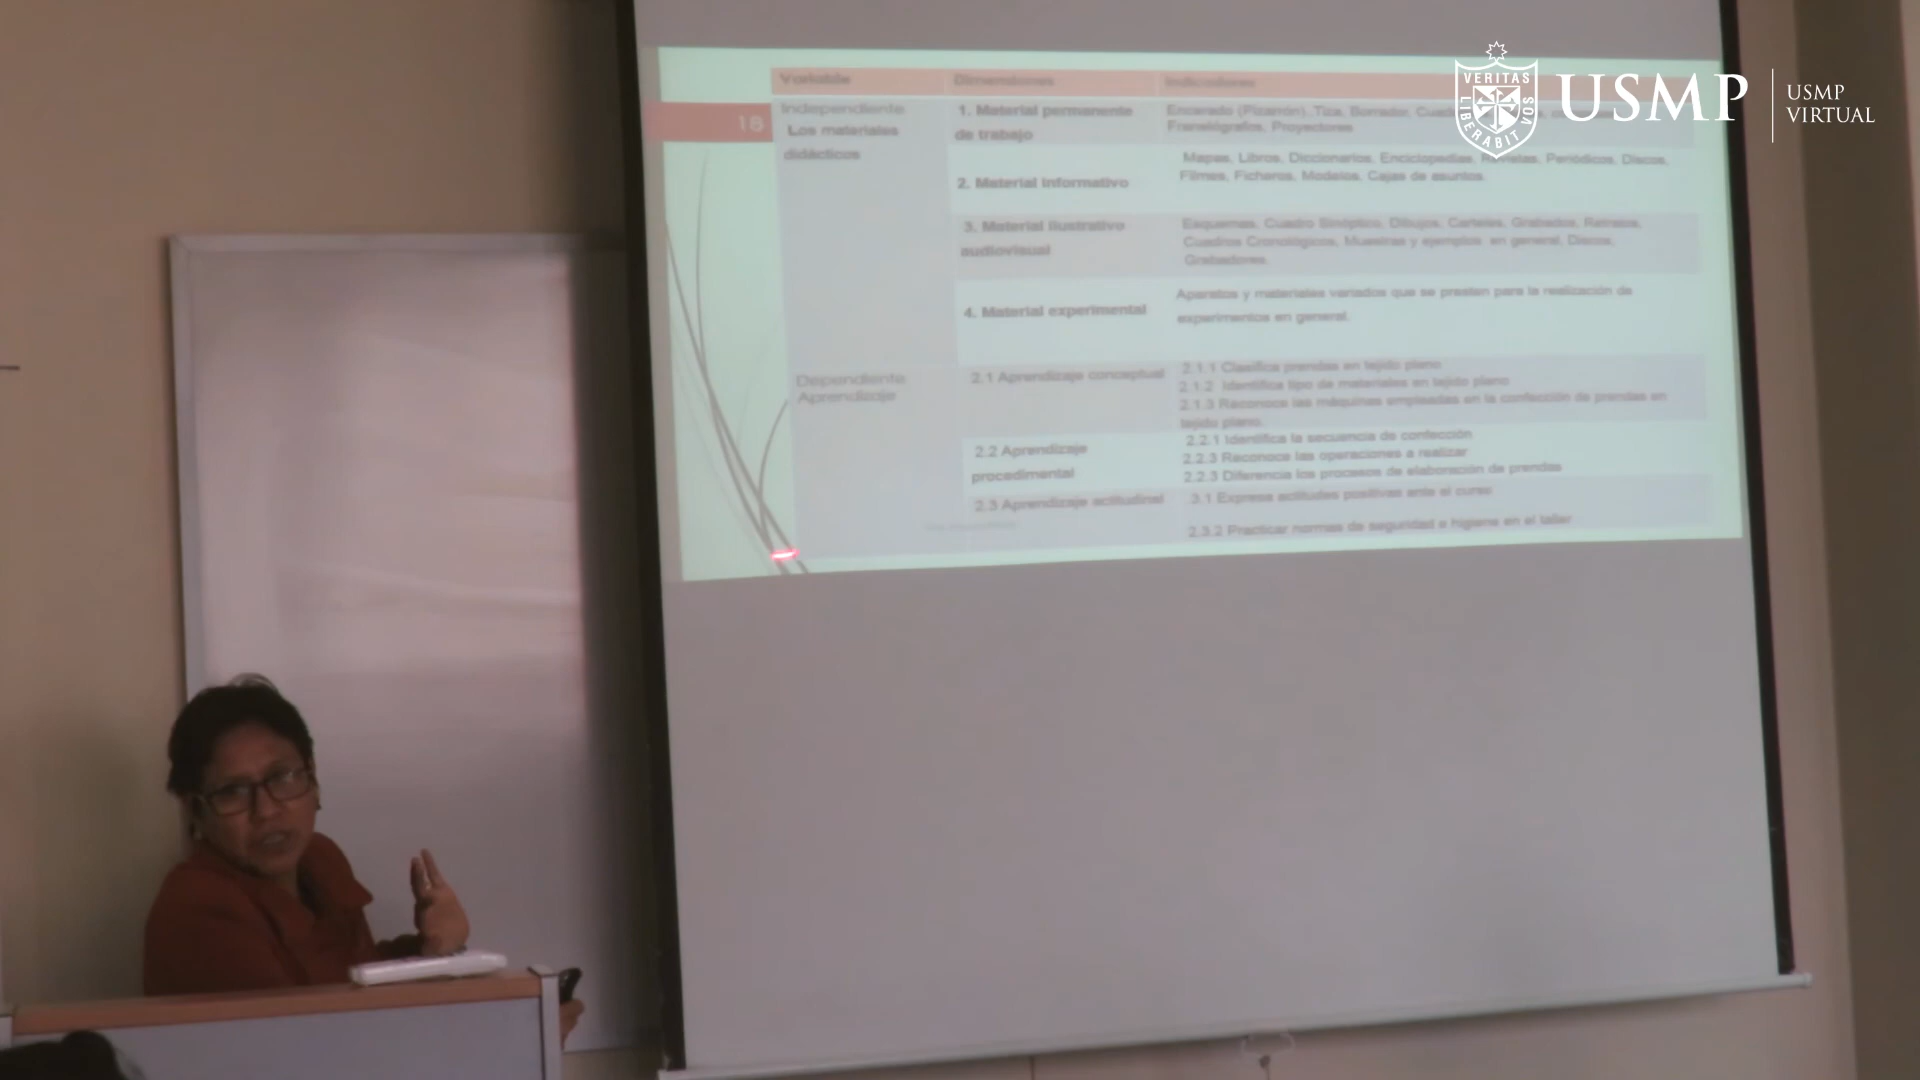 VERITAS
LIBERABIT VOS
USMP
USMP
VIRTUAL
18
Variable Dimensiones Indicadores
Independiente
Los materiales
didácticos
1. Material permanente
de trabajo
Encerado (Pizarrón), Tiza, Borrador,
Franelógrafos, Proyectores
2. Material Informativo
Mapas, Libros, Diccionarios, Enciclopedias, Revistas, Periódicos, Discos,
Filmes, Ficheros, Modelos, Cajas de asuntos.
3. Material Ilustrativo
audiovisual
Esquemas, Cuadro Sinóptico, Dibujos, Carteles, Grabados, Retratos,
Cuadros Cronológicos, Muestras y ejemplos en general, Discos,
Grabadores.
4. Material experimental
Aparatos y materiales variados que se presten para la realización de
experimentos en general.
Dependiente
Aprendizaje
2.1 Aprendizaje conceptual
2.1.1 Clasifica prendas en tejido plano
2.1.2 Identifica tipo de materiales en tejido plano
2.1.3 Reconoce las máquinas empleadas en la confección de prendas en
tejido plano.
2.2 Aprendizaje
procedimental
2.2.1 Identifica la secuencia de confección
2.2.3 Reconoce las operaciones a realizar
2.2.3 Diferencia los procesos de elaboración de prendas
2.3 Aprendizaje actitudinal
.3.1 Expresa actitudes positivas ante el curso
2.3.2 Practicar normas de seguridad e higiene en el taller